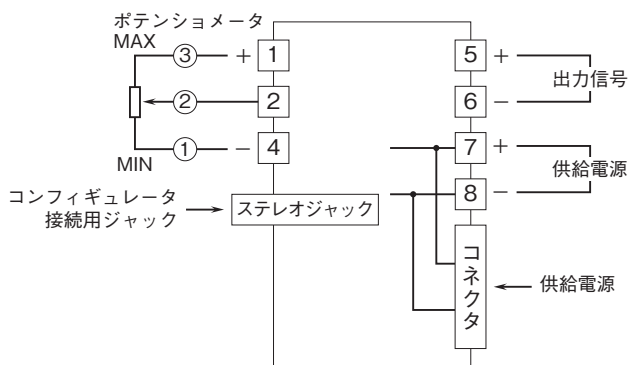 ポテンショメータ
MAX
③ + 1
② 2
① − 4
MIN
コンフィギュレータ
接続用ジャック
ステレオジャック
5 +
出力信号
6 −
7 +
供給電源
8 −
コネクタ
供給電源